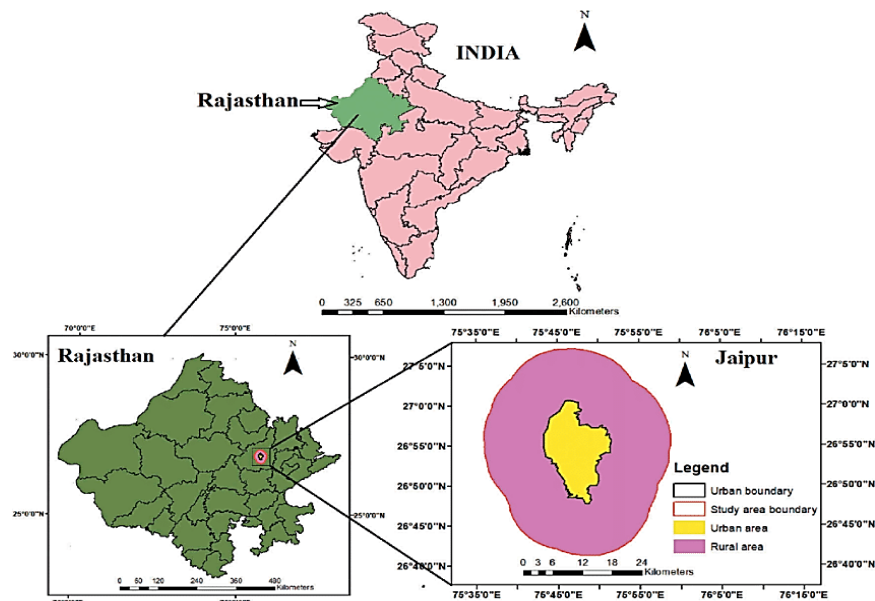 N
INDIA
Rajasthan
0 325 650 1,300 1,950 2,600
Kilometers
70°0'0"E 75°0'0"E
30°0'0"N
Rajasthan
N
30°0'0"N
25°0'0"N
25°0'0"N
0 50 120 240 360 480
Kilometers
75°35'0"E 75°45'0"E 75°55'0"E 76°5'0"E 76°15'0"E
N
Jaipur
27°5'0"N
27°5'0"N
27°0'0"N
27°0'0"N
26°55'0"N
26°55'0"N
26°50'0"N
26°50'0"N
26°45'0"N
26°45'0"N
26°40'0"N
26°40'0"N
Legend
Urban boundary
Study area boundary
Urban area
Rural area
0 3 6 12 18 24
Kilometers
75°35'0"E 75°45'0"E 75°55'0"E 76°5'0"E 76°16'0"E